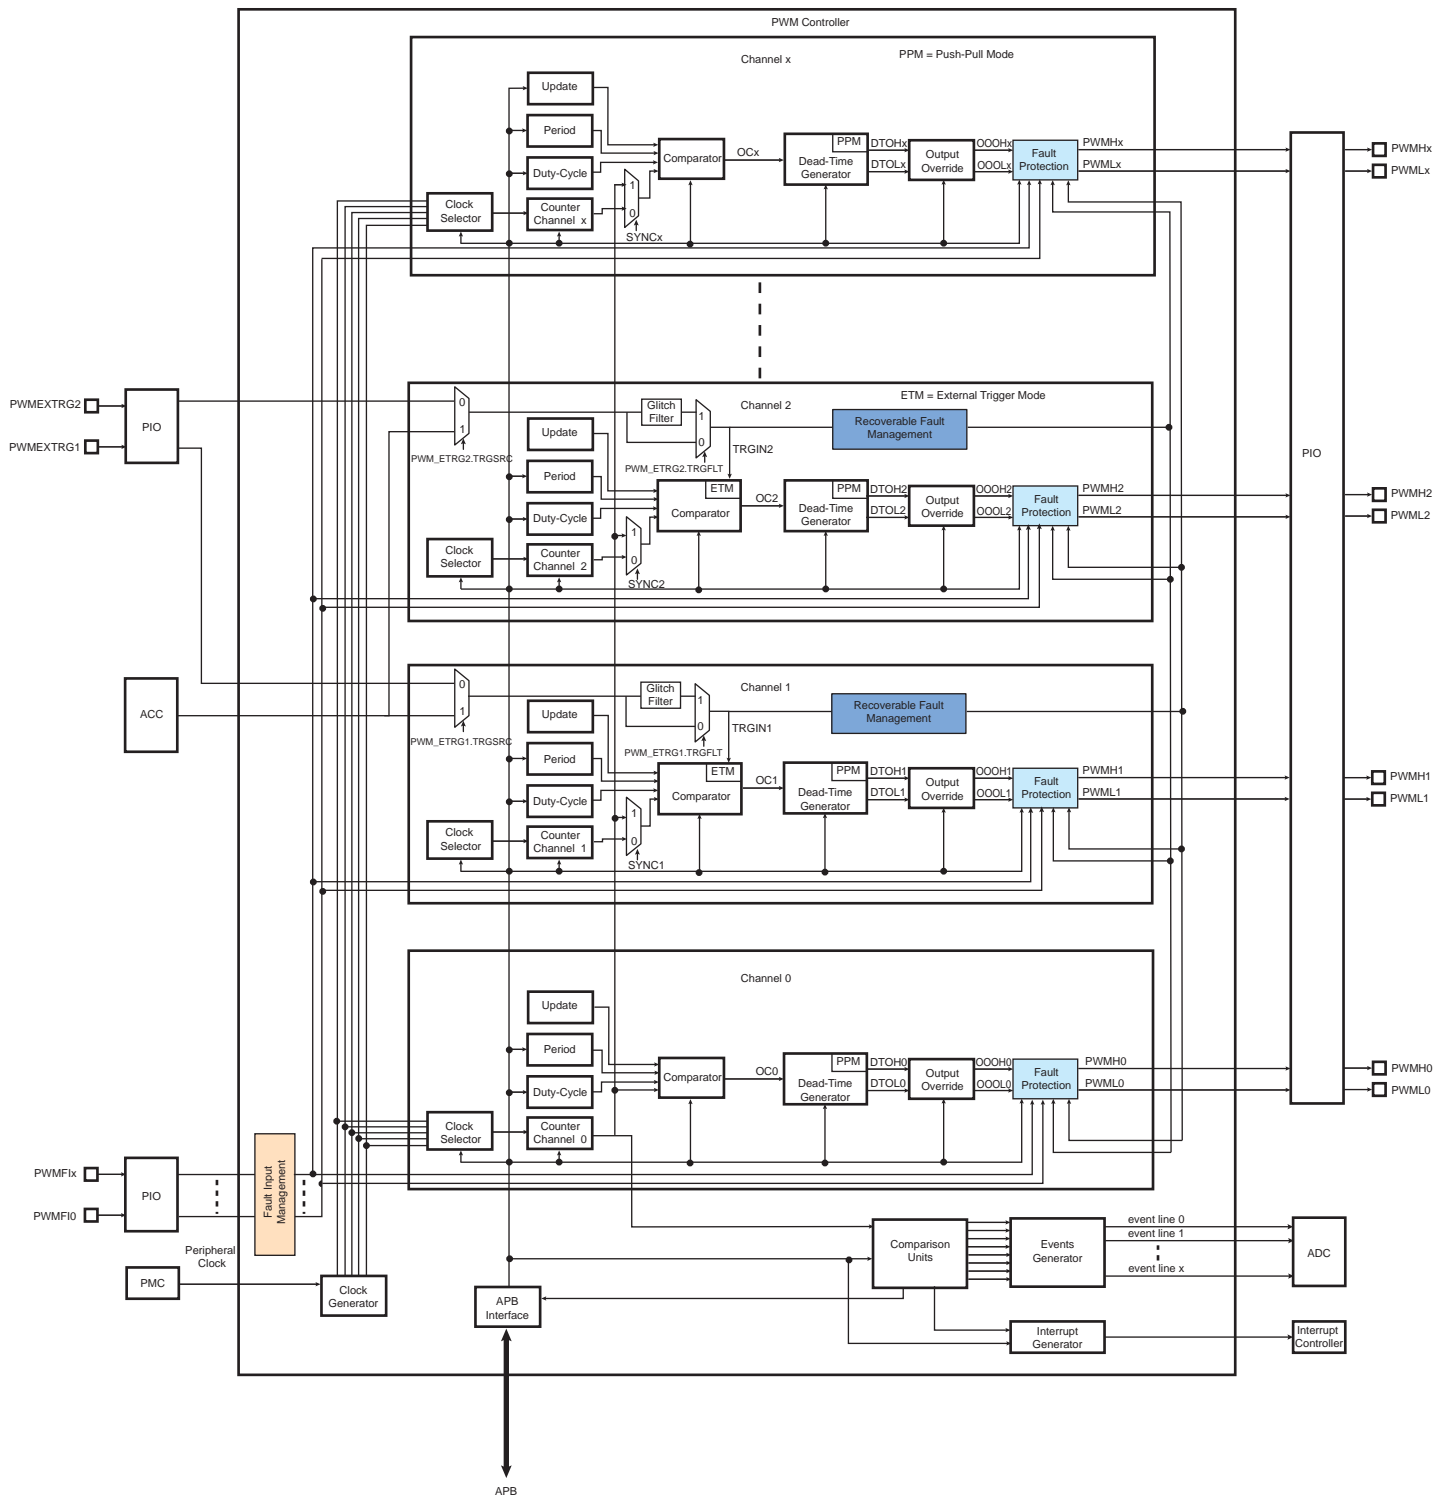 PWM Controller
Channel x
PPM = Push-Pull Mode
Update
Period
Duty-Cycle
Clock
Selector
Counter
Channel x
1
0
SYNCx
Comparator
OCx
PPM
Dead-Time
Generator
DTOHx
DTOLx
Output
Override
OOOHx
OOOLx
Fault
Protection
PWMHx
PWMLx
PWMHx
PWMLx
PWMEXTRG2
PWMEXTRG1
PIO
Channel 2
ETM = External Trigger Mode
0
1
PWM_ETRG2.TRGSRC
Glitch
Filter
1
0
PWM_ETRG2.TRGFLT
TRGIN2
Recoverable Fault
Management
Update
Period
Duty-Cycle
Clock
Selector
Counter
Channel 2
1
0
SYNC2
ETM
Comparator
OC2
PPM
Dead-Time
Generator
DTOH2
DTOL2
Output
Override
OOOH2
OOOL2
Fault
Protection
PWMH2
PWML2
PIO
PWMH2
PWML2
ACC
Channel 1
0
1
PWM_ETRG1.TRGSRC
Glitch
Filter
1
0
PWM_ETRG1.TRGFLT
TRGIN1
Recoverable Fault
Management
Update
Period
Duty-Cycle
Clock
Selector
Counter
Channel 1
1
0
SYNC1
ETM
Comparator
OC1
PPM
Dead-Time
Generator
DTOH1
DTOL1
Output
Override
OOOH1
OOOL1
Fault
Protection
PWMH1
PWML1
PWMH1
PWML1
Channel 0
Update
Period
Duty-Cycle
Clock
Selector
Counter
Channel 0
Comparator
OC0
PPM
Dead-Time
Generator
DTOH0
DTOL0
Output
Override
OOOH0
OOOL0
Fault
Protection
PWMH0
PWML0
PWMH0
PWML0
PWMFIx
PWMFI0
PIO
Fault Input
Management
Peripheral
Clock
PMC
Clock
Generator
APB
Interface
Comparison
Units
Events
Generator
event line 0
event line 1
event line x
ADC
Interrupt
Generator
Interrupt
Controller
APB